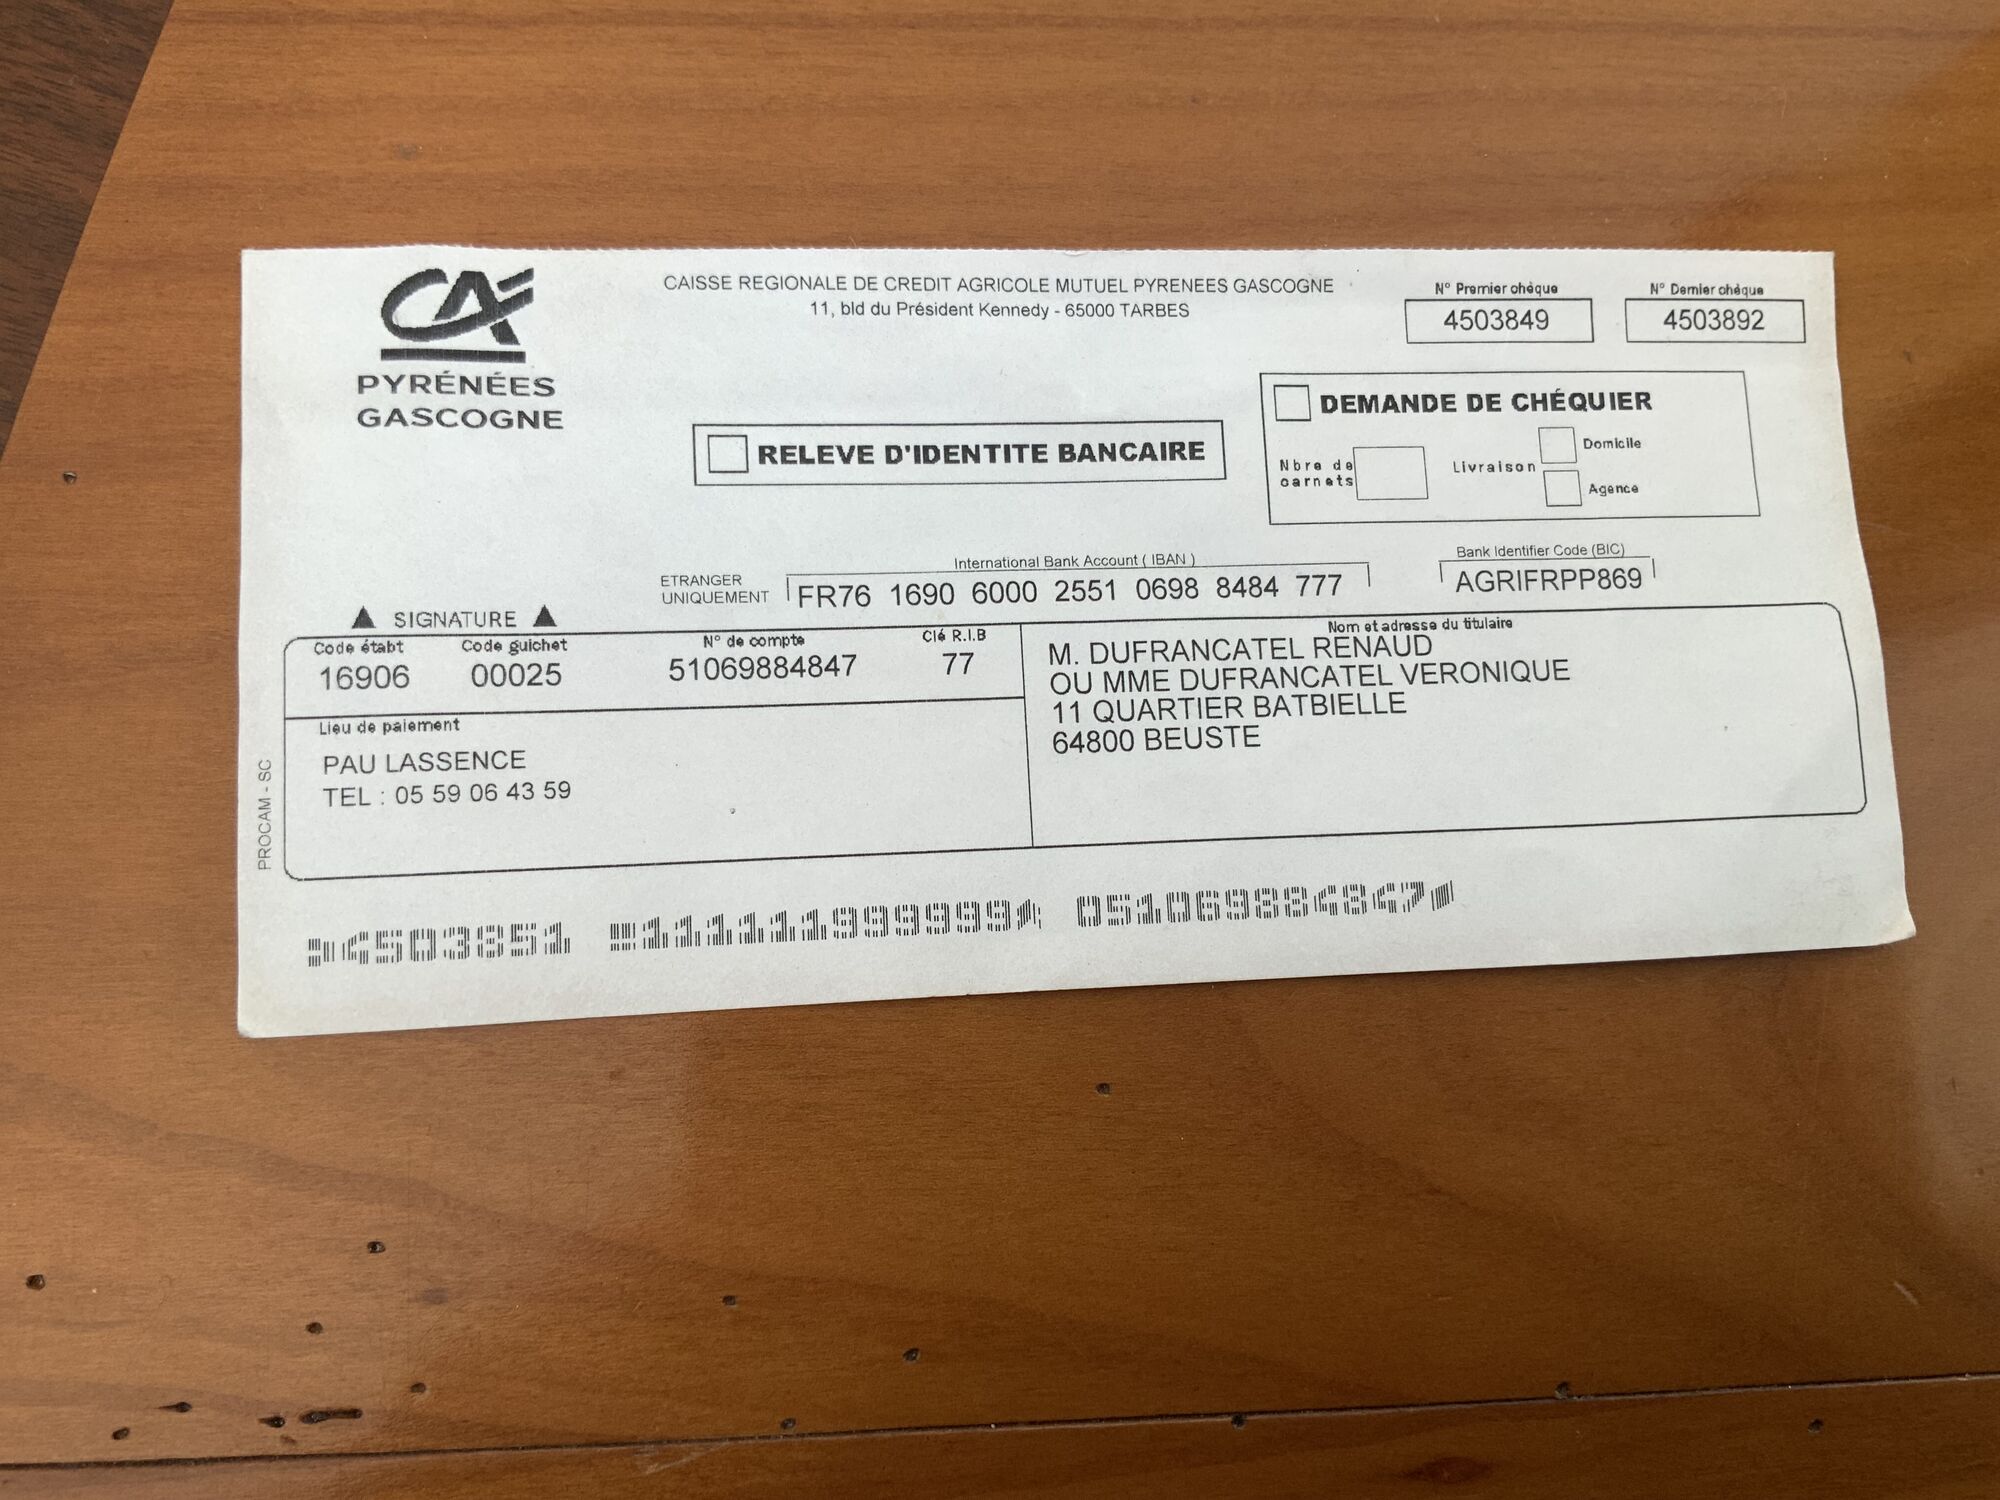 CA
PYRÉNÉES
GASCOGNE
CAISSE REGIONALE DE CREDIT AGRICOLE MUTUEL PYRENEES GASCOGNE
11, bld du Président Kennedy - 65000 TARBES
N° Premier chèque
4503849
N° Dernier chèque
4503892
RELEVE D'IDENTITE BANCAIRE
DEMANDE DE CHÉQUIER
Nbre de
carnets
Livraison
Domicile
Agence
ETRANGER
UNIQUEMENT
International Bank Account ( IBAN )
FR76 1690 6000 2551 0698 8484 777
Bank Identifier Code (BIC)
AGRIFRPP869
▲ SIGNATURE ▲
Code établt
16906
Code guichet
00025
N° de compte
51069884847
Clé R.I.B
77
Nom et adresse du titulaire
M. DUFRANCATEL RENAUD
OU MME DUFRANCATEL VERONIQUE
11 QUARTIER BATBIELLE
64800 BEUSTE
Lieu de paiement
PAU LASSENCE
TEL : 05 59 06 43 59
PROCAM - SC
4503851 111111999999 051069884847